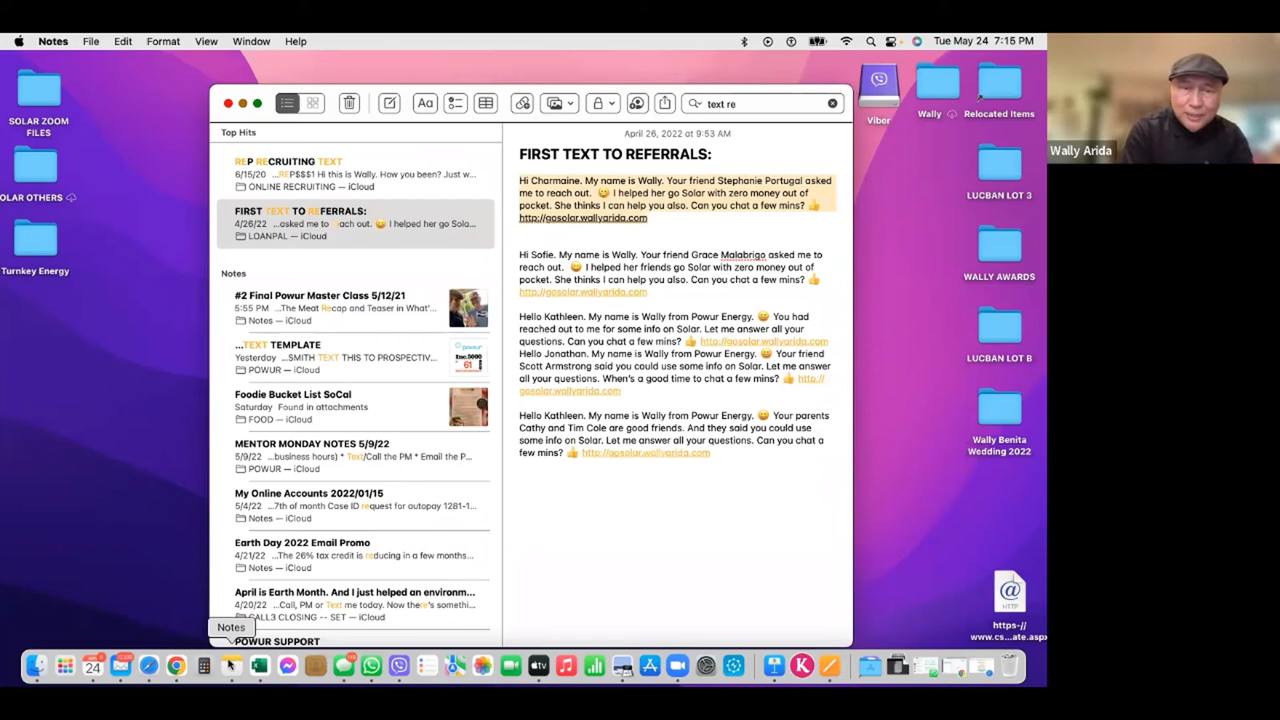 Notes File Edit Format View Window Help Tue May 24 7:15 PM
SOLAR ZOOM
FILES
OLAR OTHERS
Turnkey Energy
Aa
text re
Top Hits
REP RECRUITING TEXT
6/15/20 ...REP$$$1 Hi this is Wally. How you been? Just w...
ONLINE RECRUITING — iCloud
FIRST TEXT TO REFERRALS:
4/26/22 ...asked me to reach out. 😀 I helped her go Sola...
LOANPAL — iCloud
Notes
#2 Final Powur Master Class 5/12/21
5:55 PM ...The Meat Recap and Teaser in What'...
Notes — iCloud
...TEXT TEMPLATE
Yesterday ...SMITH TEXT THIS TO PROSPECTIV...
POWUR — iCloud
Foodie Bucket List SoCal
Saturday Found in attachments
FOOD — iCloud
MENTOR MONDAY NOTES 5/9/22
5/9/22 ...business hours) * Text/Call the PM * Email the P...
POWUR — iCloud
My Online Accounts 2022/01/15
5/4/22 ...7th of month Case ID request for autopay 1281-1...
Notes — iCloud
Earth Day 2022 Email Promo
4/21/22 ...The 26% tax credit is reducing in a few months...
Notes — iCloud
April is Earth Month. And I just helped an environm...
4/20/22 ...Call, PM or Text me today. Now there's somethi...
CALL3 CLOSING -- SET — iCloud
POWUR SUPPORT
Notes
April 26, 2022 at 9:53 AM
FIRST TEXT TO REFERRALS:
Hi Charmaine. My name is Wally. Your friend Stephanie Portugal asked
me to reach out. 😀 I helped her go Solar with zero money out of
pocket. She thinks I can help you also. Can you chat a few mins? 👍
http://gosolar.wallyarida.com
Hi Sofie. My name is Wally. Your friend Grace Malabrigo asked me to
reach out. 😀 I helped her friends go Solar with zero money out of
pocket. She thinks I can help you also. Can you chat a few mins? 👍
http://gosolar.wallyarida.com
Hello Kathleen. My name is Wally from Powur Energy. 😀 You had
reached out to me for some info on Solar. Let me answer all your
questions. Can you chat a few mins? 👍 http://gosolar.wallyarida.com
Hello Jonathan. My name is Wally from Powur Energy. 😀 Your friend
Scott Armstrong said you could use some info on Solar. Let me answer
all your questions. When's a good time to chat a few mins? 👍 http://
gosolar.wallyarida.com
Hello Kathleen. My name is Wally from Powur Energy. 😀 Your parents
Cathy and Tim Cole are good friends. And they said you could use
some info on Solar. Let me answer all your questions. Can you chat a
few mins? 👍 http://gosolar.wallyarida.com
Viber
Wally
Relocated Items
LUCBAN LOT 3
WALLY AWARDS
LUCBAN LOT B
Wally Benita
Wedding 2022
HTTP
https-//
www.cs...ate.aspx
Wally Arida